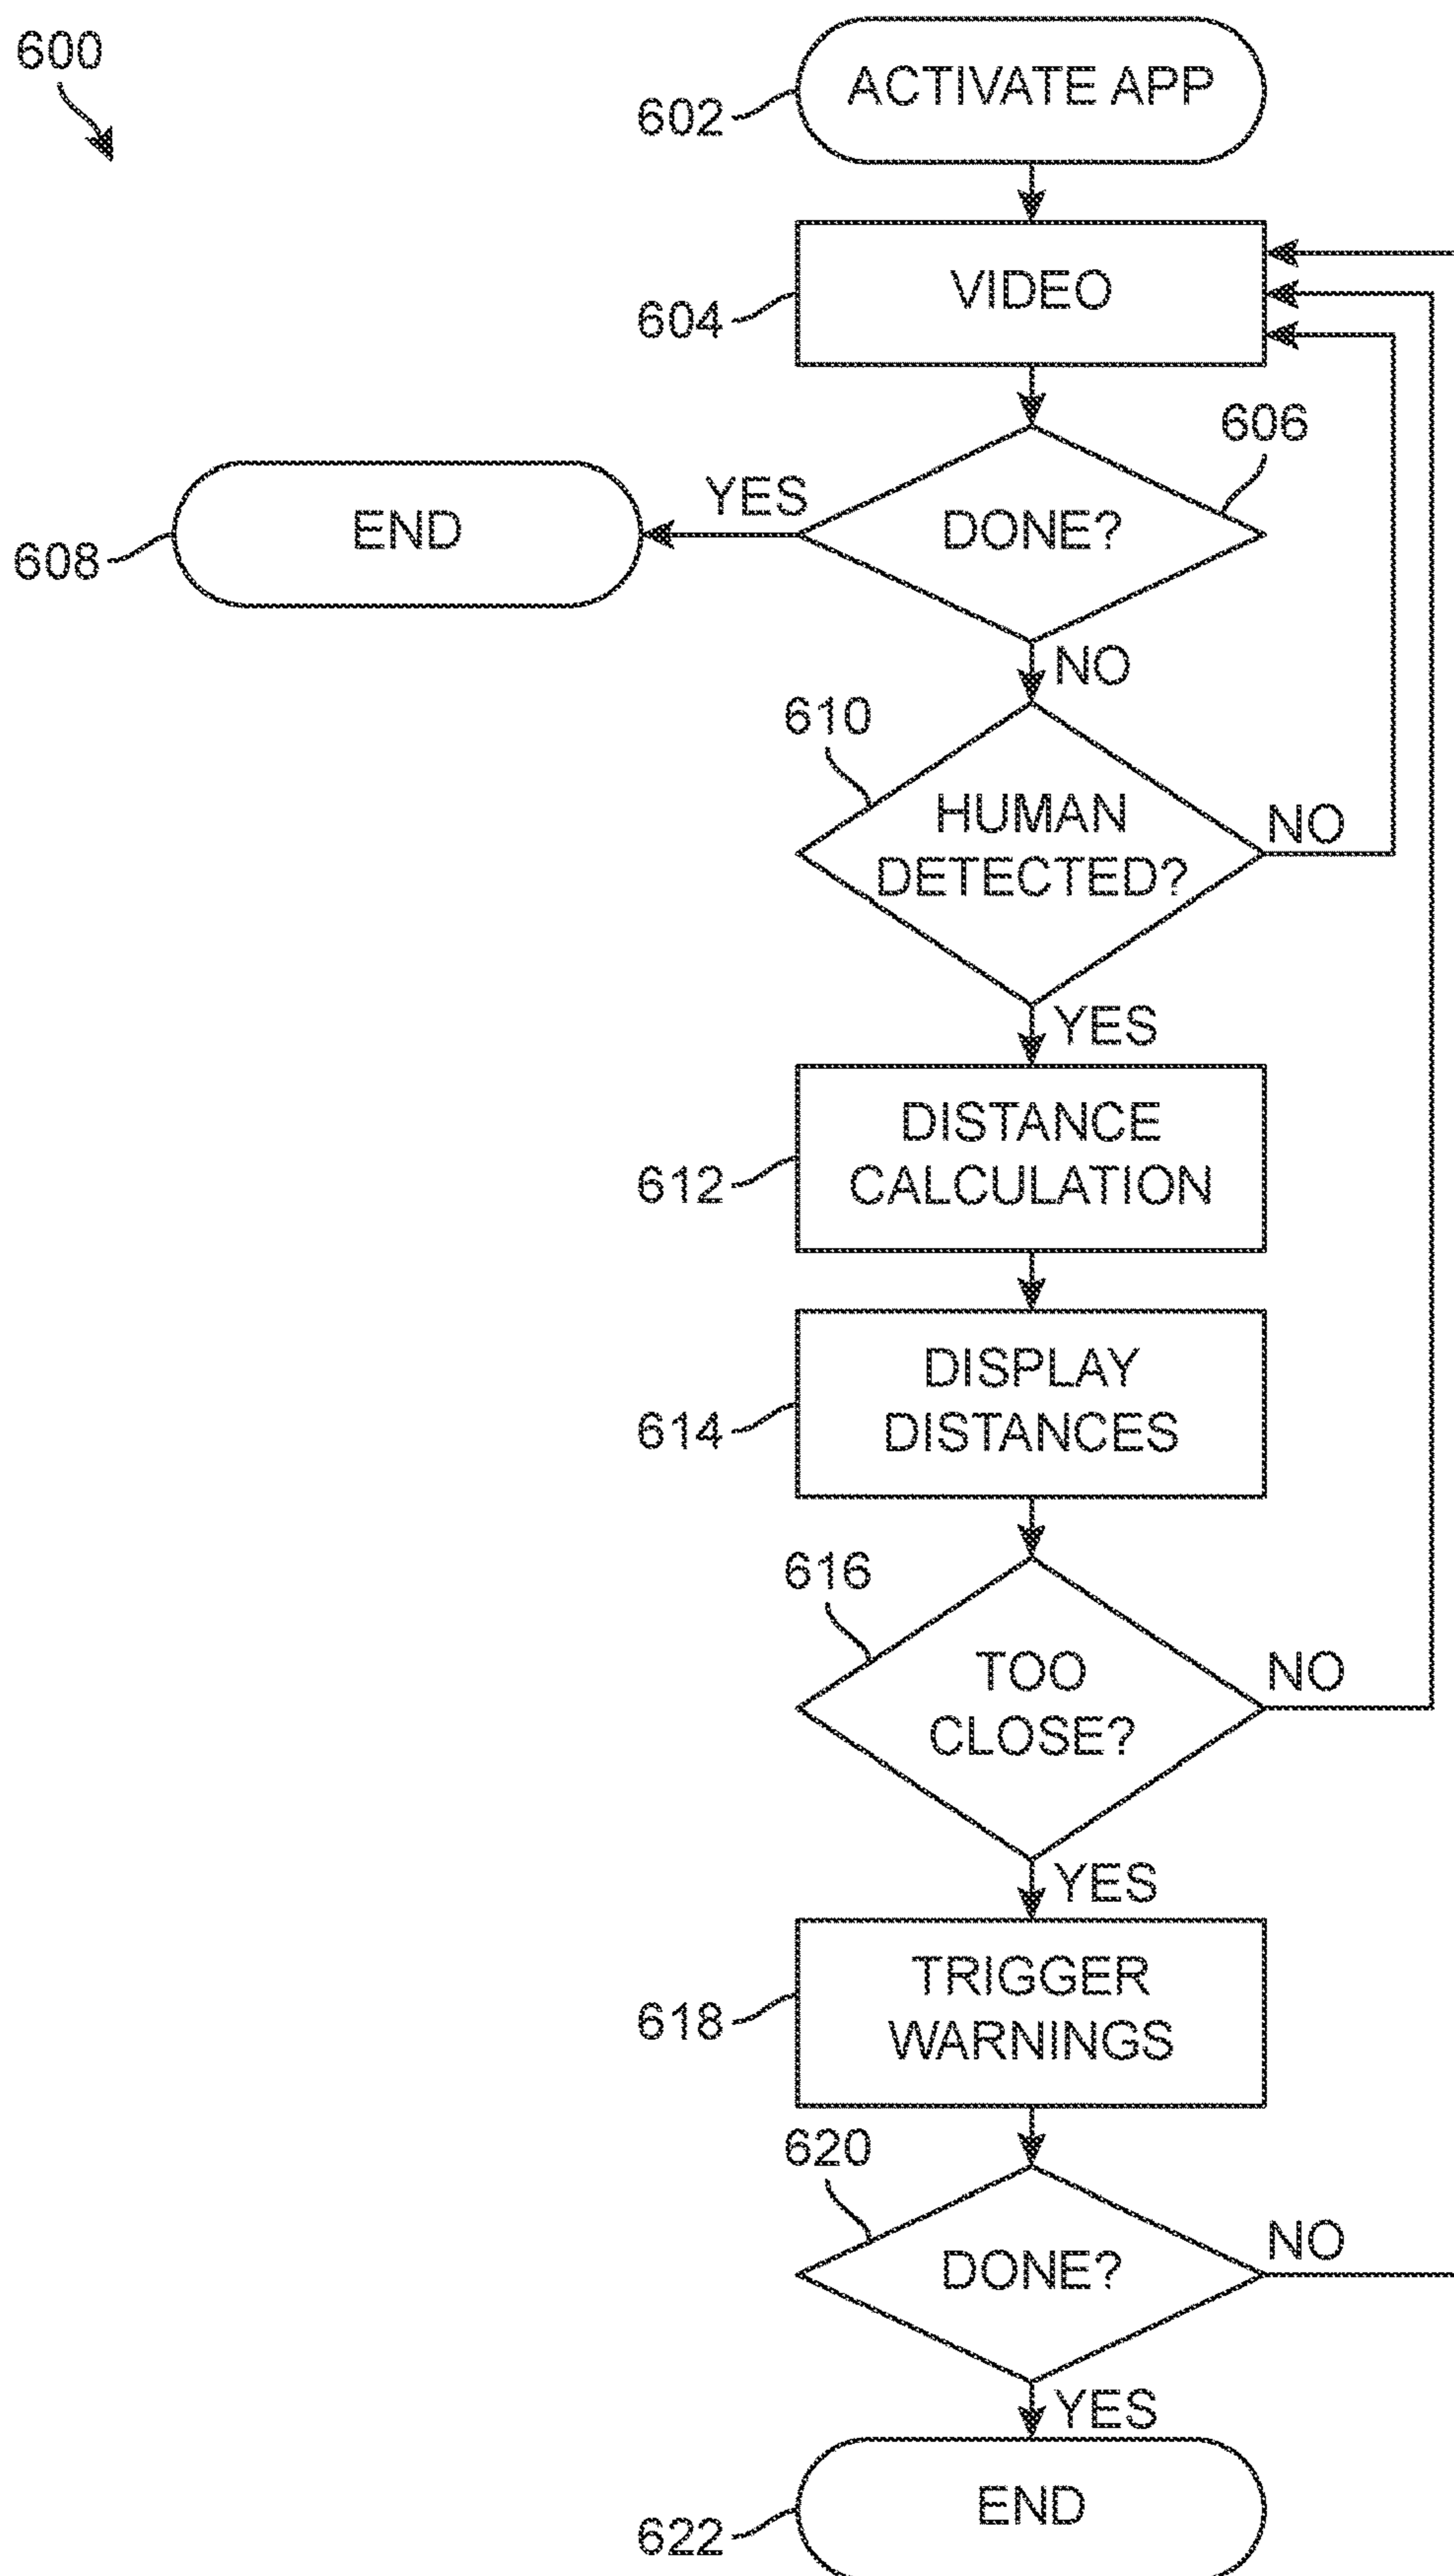 600
602
ACTIVATE APP
604
VIDEO
606
DONE?
YES
608
END
NO
610
HUMAN
DETECTED?
NO
YES
612
DISTANCE
CALCULATION
614
DISPLAY
DISTANCES
616
TOO
CLOSE?
NO
YES
618
TRIGGER
WARNINGS
620
DONE?
NO
YES
622
END